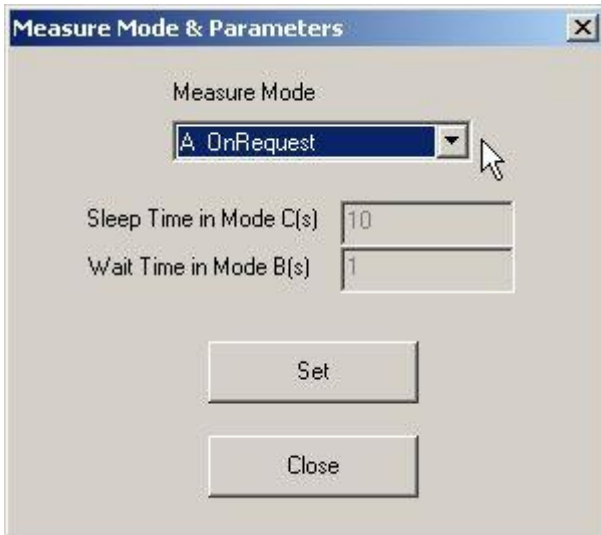 Measure Mode & Parameters
Measure Mode
A OnRequest
Sleep Time in Mode C(s) 10
Wait Time in Mode B(s) 1
Set
Close